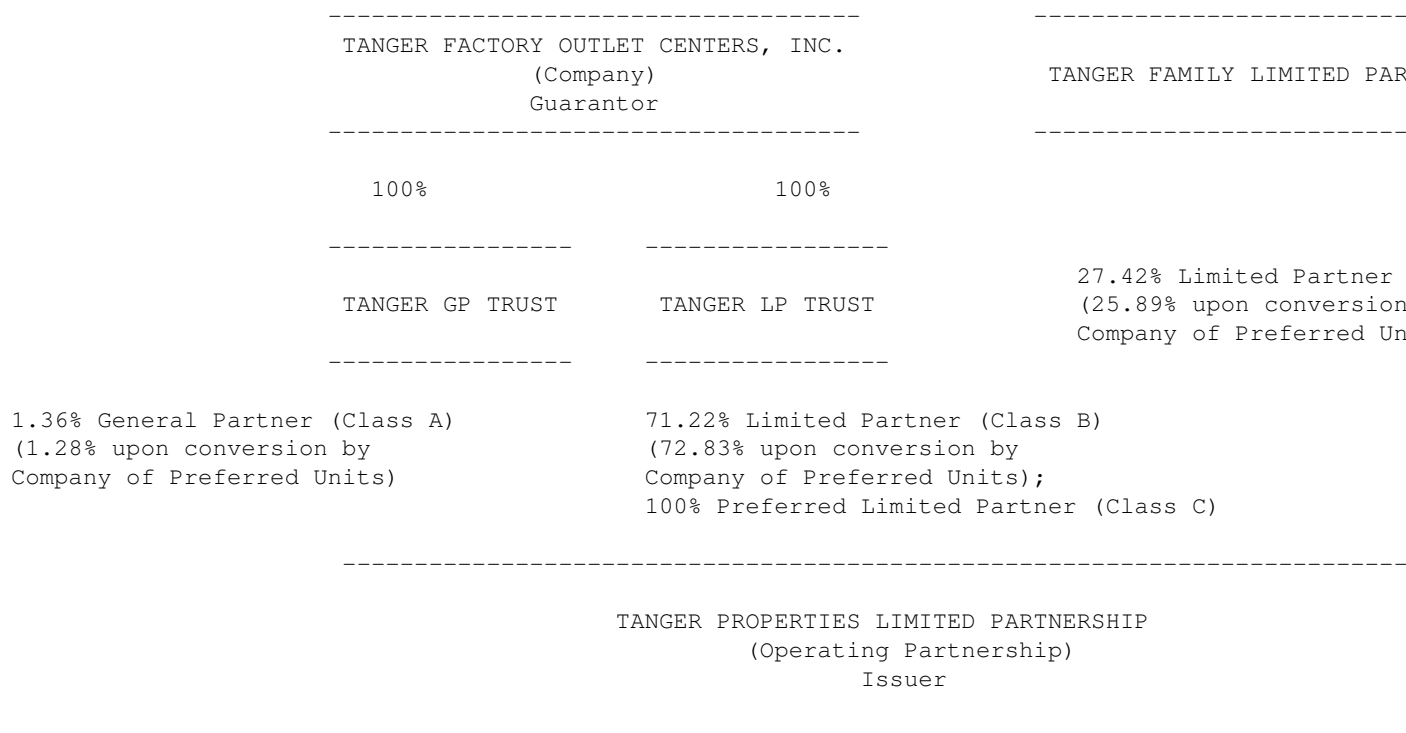 TANGER FACTORY OUTLET CENTERS, INC.
(Company) TANGER FAMILY LIMITED PAR
Guarantor
100% 100%
27.42% Limited Partner
TANGER GP TRUST TANGER LP TRUST (25.89% upon conversion
Company of Preferred Un
1.36% General Partner (Class A) 71.22% Limited Partner (Class B)
(1.28% upon conversion by (72.83% upon conversion by
Company of Preferred Units) Company of Preferred Units);
100% Preferred Limited Partner (Class C)
TANGER PROPERTIES LIMITED PARTNERSHIP
(Operating Partnership)
Issuer